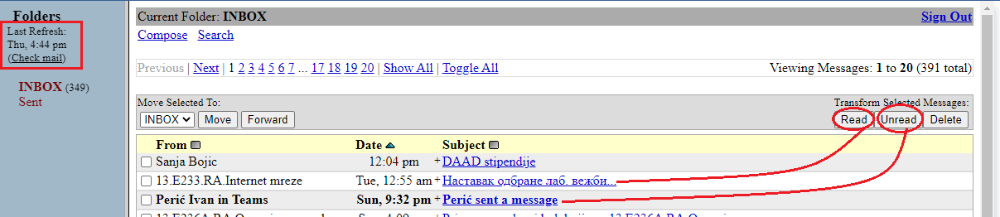 Folders
Last Refresh:
Thu, 4:44 pm
(Check mail)
INBOX (349)
Sent
Current Folder: INBOX Sign Out
Compose Search
Previous | Next | 1 2 3 4 5 6 7 ... 17 18 19 20 | Show All | Toggle All Viewing Messages: 1 to 20 (391 total)
Move Selected To: Transform Selected Messages:
INBOX Move Forward Read Unread Delete
From Date Subject
Sanja Bojic 12:04 pm + DAAD stipendije
13.E233.RA.Internet mreze Tue, 12:55 am + Наставак одбране лаб. вежби...
Perić Ivan in Teams Sun, 9:32 pm + Perić sent a message